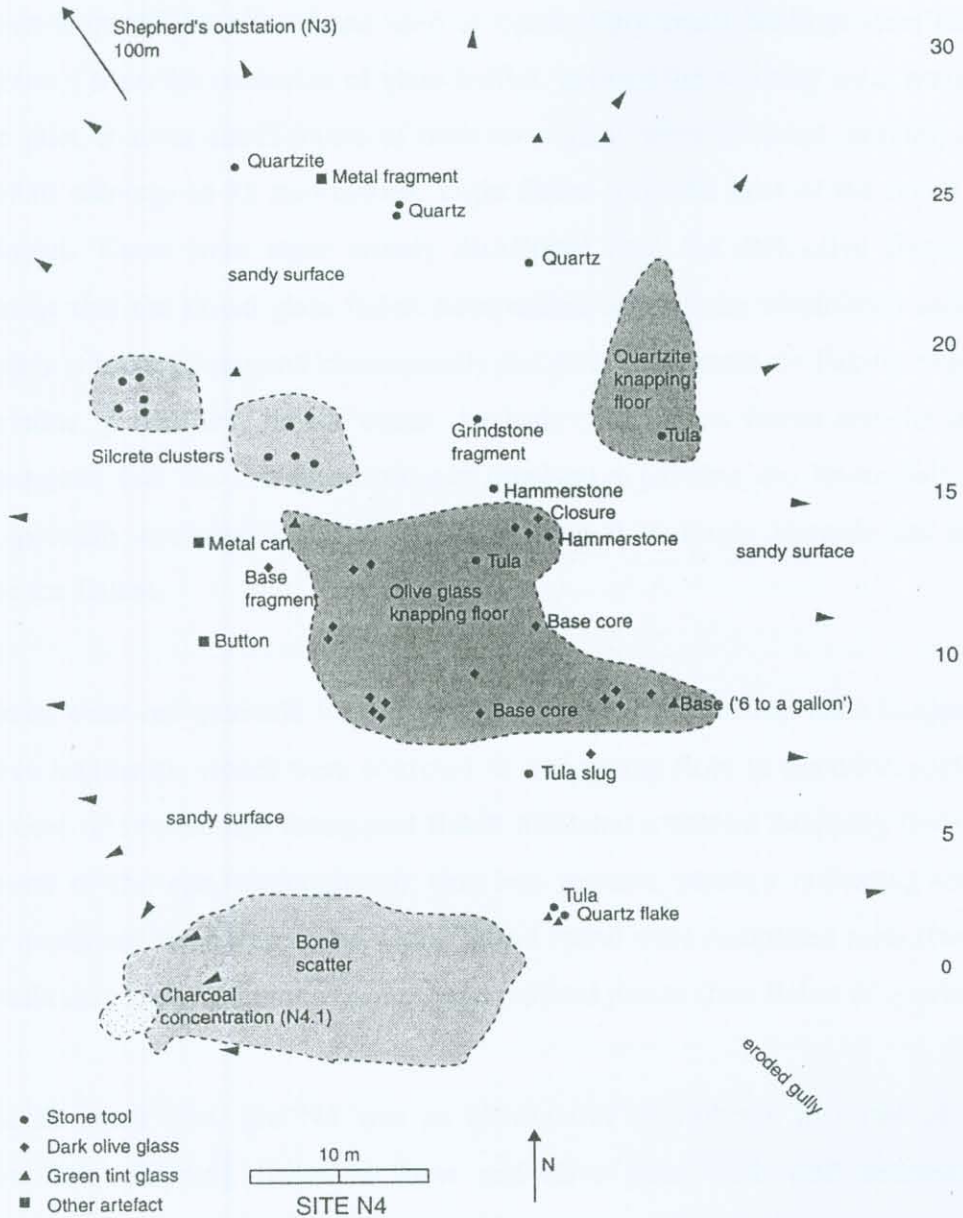 Shepherd's outstation (N3)
100m
30
Quartzite
Metal fragment
25
Quartz
Quartz
sandy surface
20
Quartzite
knapping
floor
Tula
Grindstone
fragment
Silcrete clusters
15
Hammerstone
Closure
Hammerstone
sandy surface
Metal can
Tula
Base
fragment
Olive glass
knapping floor
Base core
Button
10
Base core
Base ('6 to a gallon')
Tula slug
sandy surface
5
Tula
Quartz flake
Bone
scatter
0
Charcoal
concentration (N4.1)
eroded gully
Stone tool
Dark olive glass
Green tint glass
Other artefact
10 m
SITE N4
N